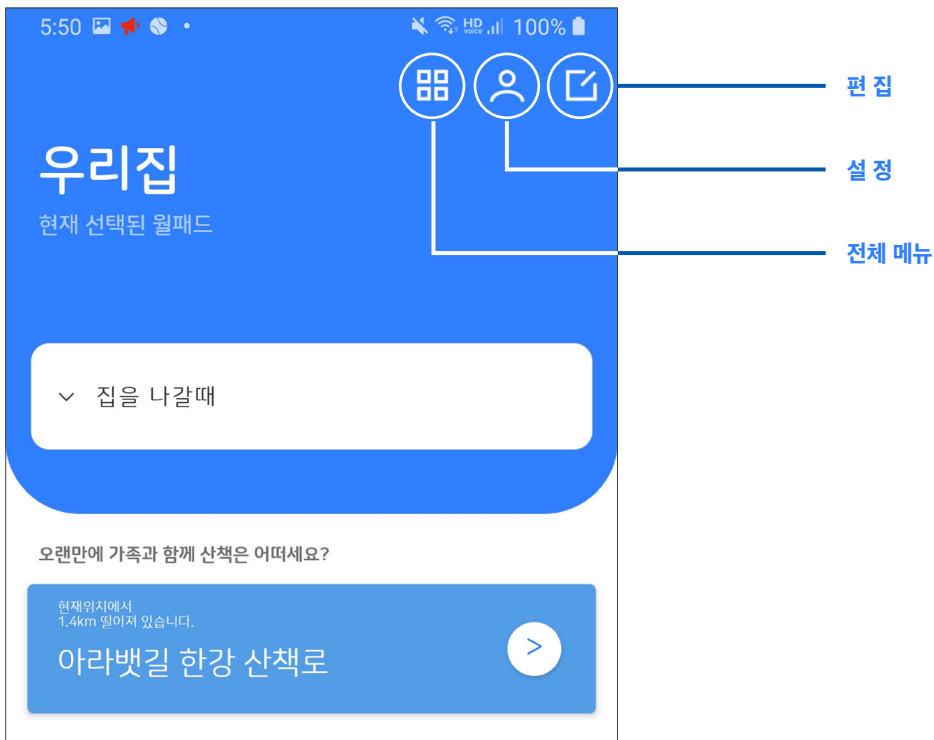 5:50
HD voice
100%
편 집
설 정
전체 메뉴
우리집
현재 선택된 월패드
집을 나갈때
오랜만에 가족과 함께 산책은 어떠세요?
현재위치에서
1.4km 떨어져 있습니다.
아라뱃길 한강 산책로
>